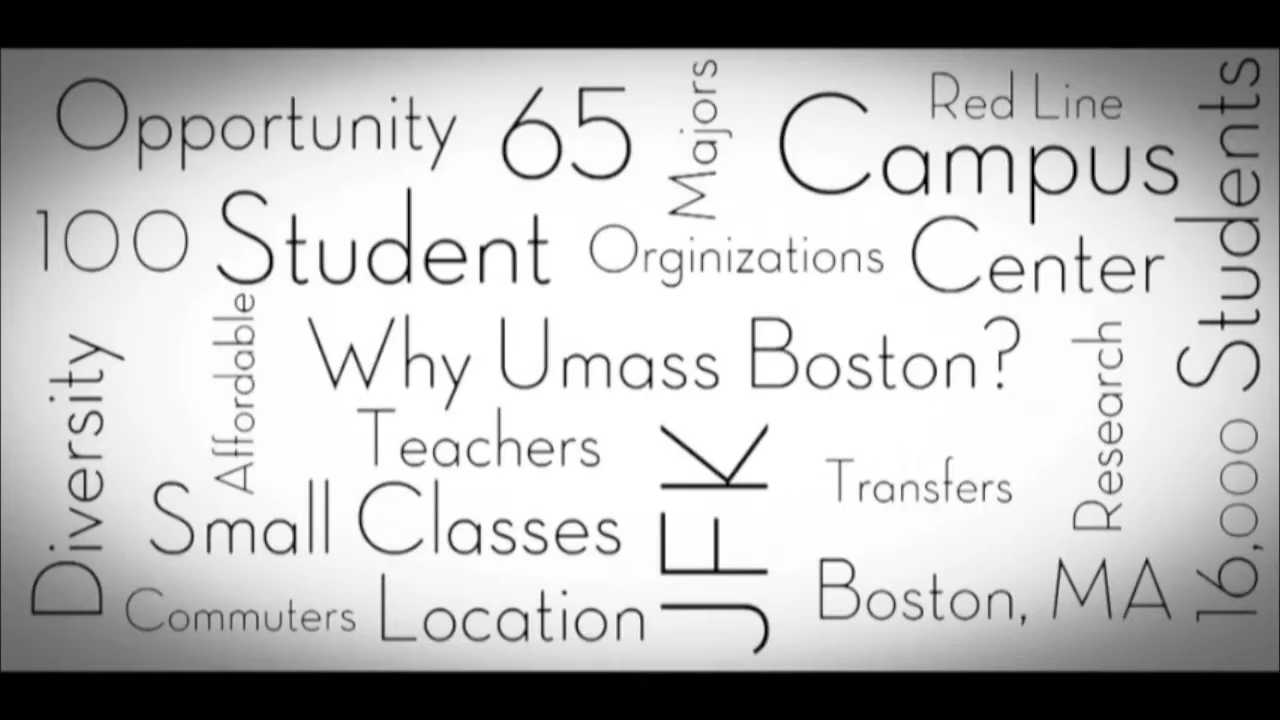 Opportunity
65
Majors
Red Line
Campus
16,000 Students
100
Student
Orginizations
Center
Diversity
Affordable
Why Umass Boston?
Research
Teachers
JFK
Transfers
Small Classes
Commuters
Location
Boston, MA